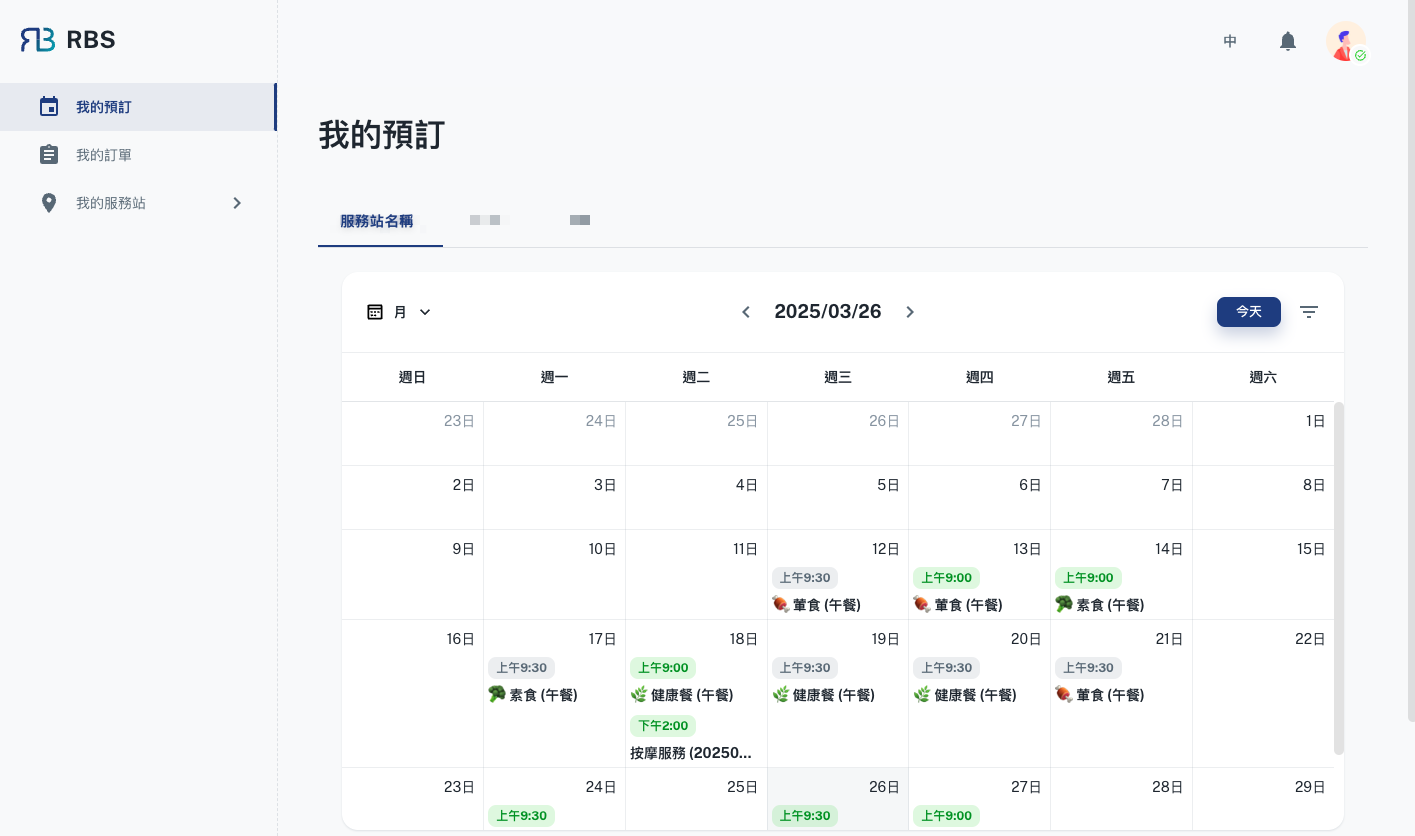 RBS
中
我的預訂
我的訂單
我的服務站
我的預訂
服務站名稱
月
2025/03/26
今天
週日 週一 週二 週三 週四 週五 週六
23日 24日 25日 26日 27日 28日 1日
2日 3日 4日 5日 6日 7日 8日
9日 10日 11日 12日 13日 14日 15日
上午9:30 上午9:00 上午9:00
葷食 (午餐) 葷食 (午餐) 素食 (午餐)
16日 17日 18日 19日 20日 21日 22日
上午9:30 上午9:00 上午9:30 上午9:30 上午9:30
素食 (午餐) 健康餐 (午餐) 健康餐 (午餐) 健康餐 (午餐) 葷食 (午餐)
下午2:00
按摩服務 (20250...
23日 24日 25日 26日 27日 28日 29日
上午9:30 上午9:30 上午9:00